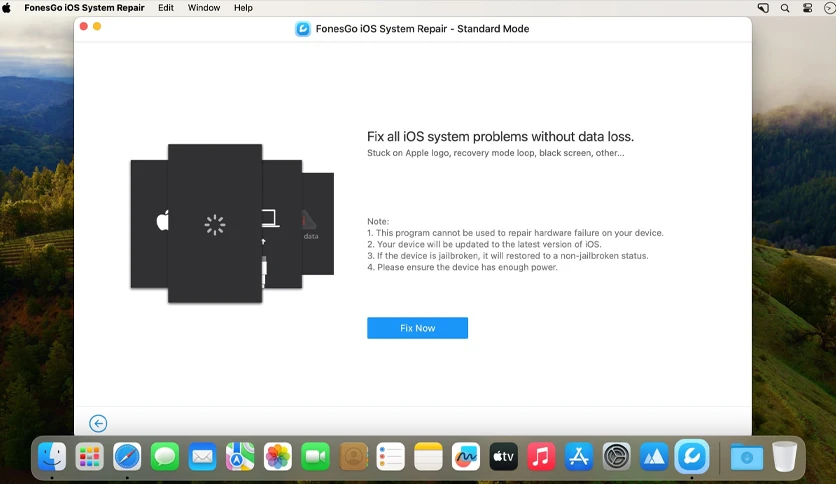 FonesGo iOS System Repair Edit Window Help
FonesGo iOS System Repair - Standard Mode
Fix all iOS system problems without data loss.
Stuck on Apple logo, recovery mode loop, black screen, other...
data
Note:
1. This program cannot be used to repair hardware failure on your device.
2. Your device will be updated to the latest version of iOS.
3. If the device is jailbroken, it will restored to a non-jailbroken status.
4. Please ensure the device has enough power.
Fix Now
tv